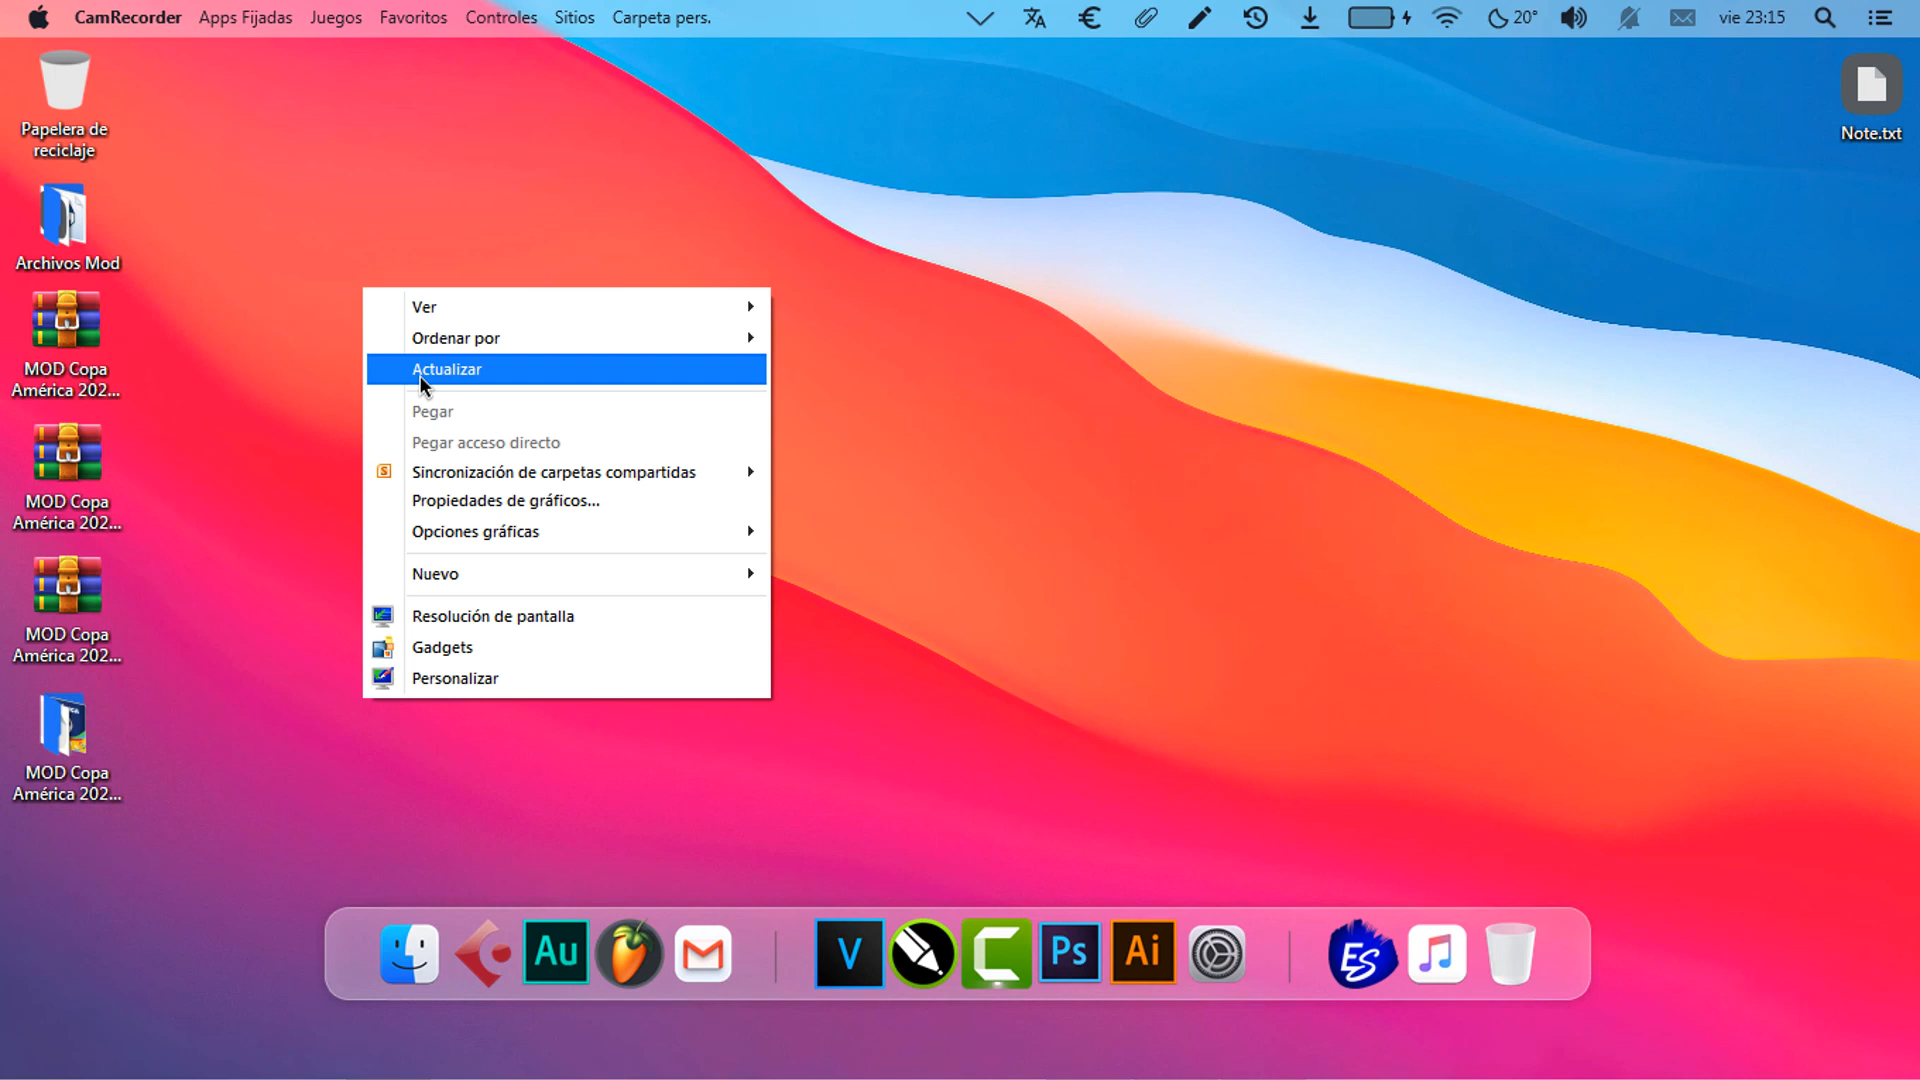 CamRecorder Apps Fijadas Juegos Favoritos Controles Sitios Carpeta pers.
20° vie 23:15
Papelera de
reciclaje
Note.txt
Archivos Mod
MOD Copa
América 202...
MOD Copa
América 202...
MOD Copa
América 202...
MOD Copa
América 202...
Ver
Ordenar por
Actualizar
Pegar
Pegar acceso directo
Sincronización de carpetas compartidas
Propiedades de gráficos...
Opciones gráficas
Nuevo
Resolución de pantalla
Gadgets
Personalizar
Au V Ps Ai ES